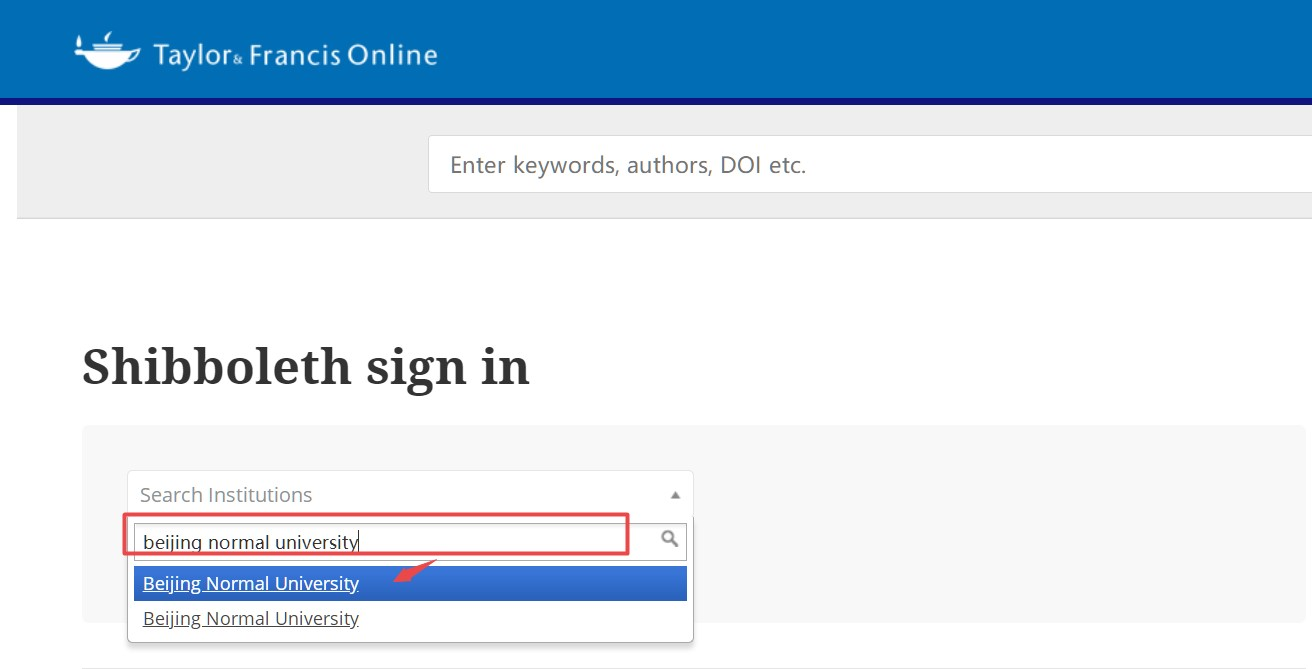 Taylor & Francis Online
Enter keywords, authors, DOI etc.
Shibboleth sign in
Search Institutions
beijing normal university
Beijing Normal University
Beijing Normal University